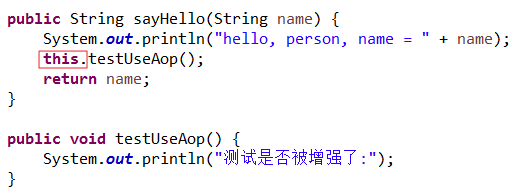 public String sayHello(String name) {
    System.out.println("hello, person, name = " + name);
    this.testUseAop();
    return name;
}

public void testUseAop() {
    System.out.println("测试是否被增强了:");
}